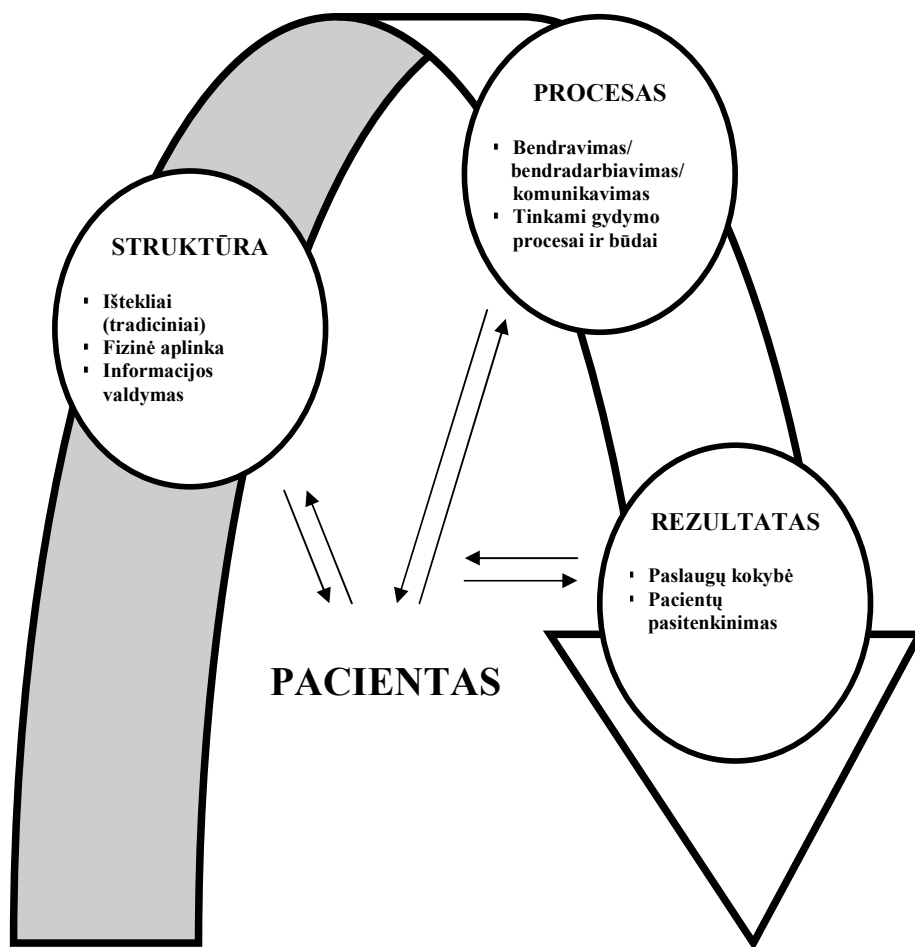 STRUKTŪRA
▪ Ištekliai
(tradiciniai)
▪ Fizinė aplinka
▪ Informacijos
valdymas
PROCESAS
▪ Bendravimas/
bendradarbiavimas/
komunikavimas
▪ Tinkami gydymo
procesai ir būdai
REZULTATAS
▪ Paslaugų kokybė
▪ Pacientų
pasitenkinimas
PACIENTAS